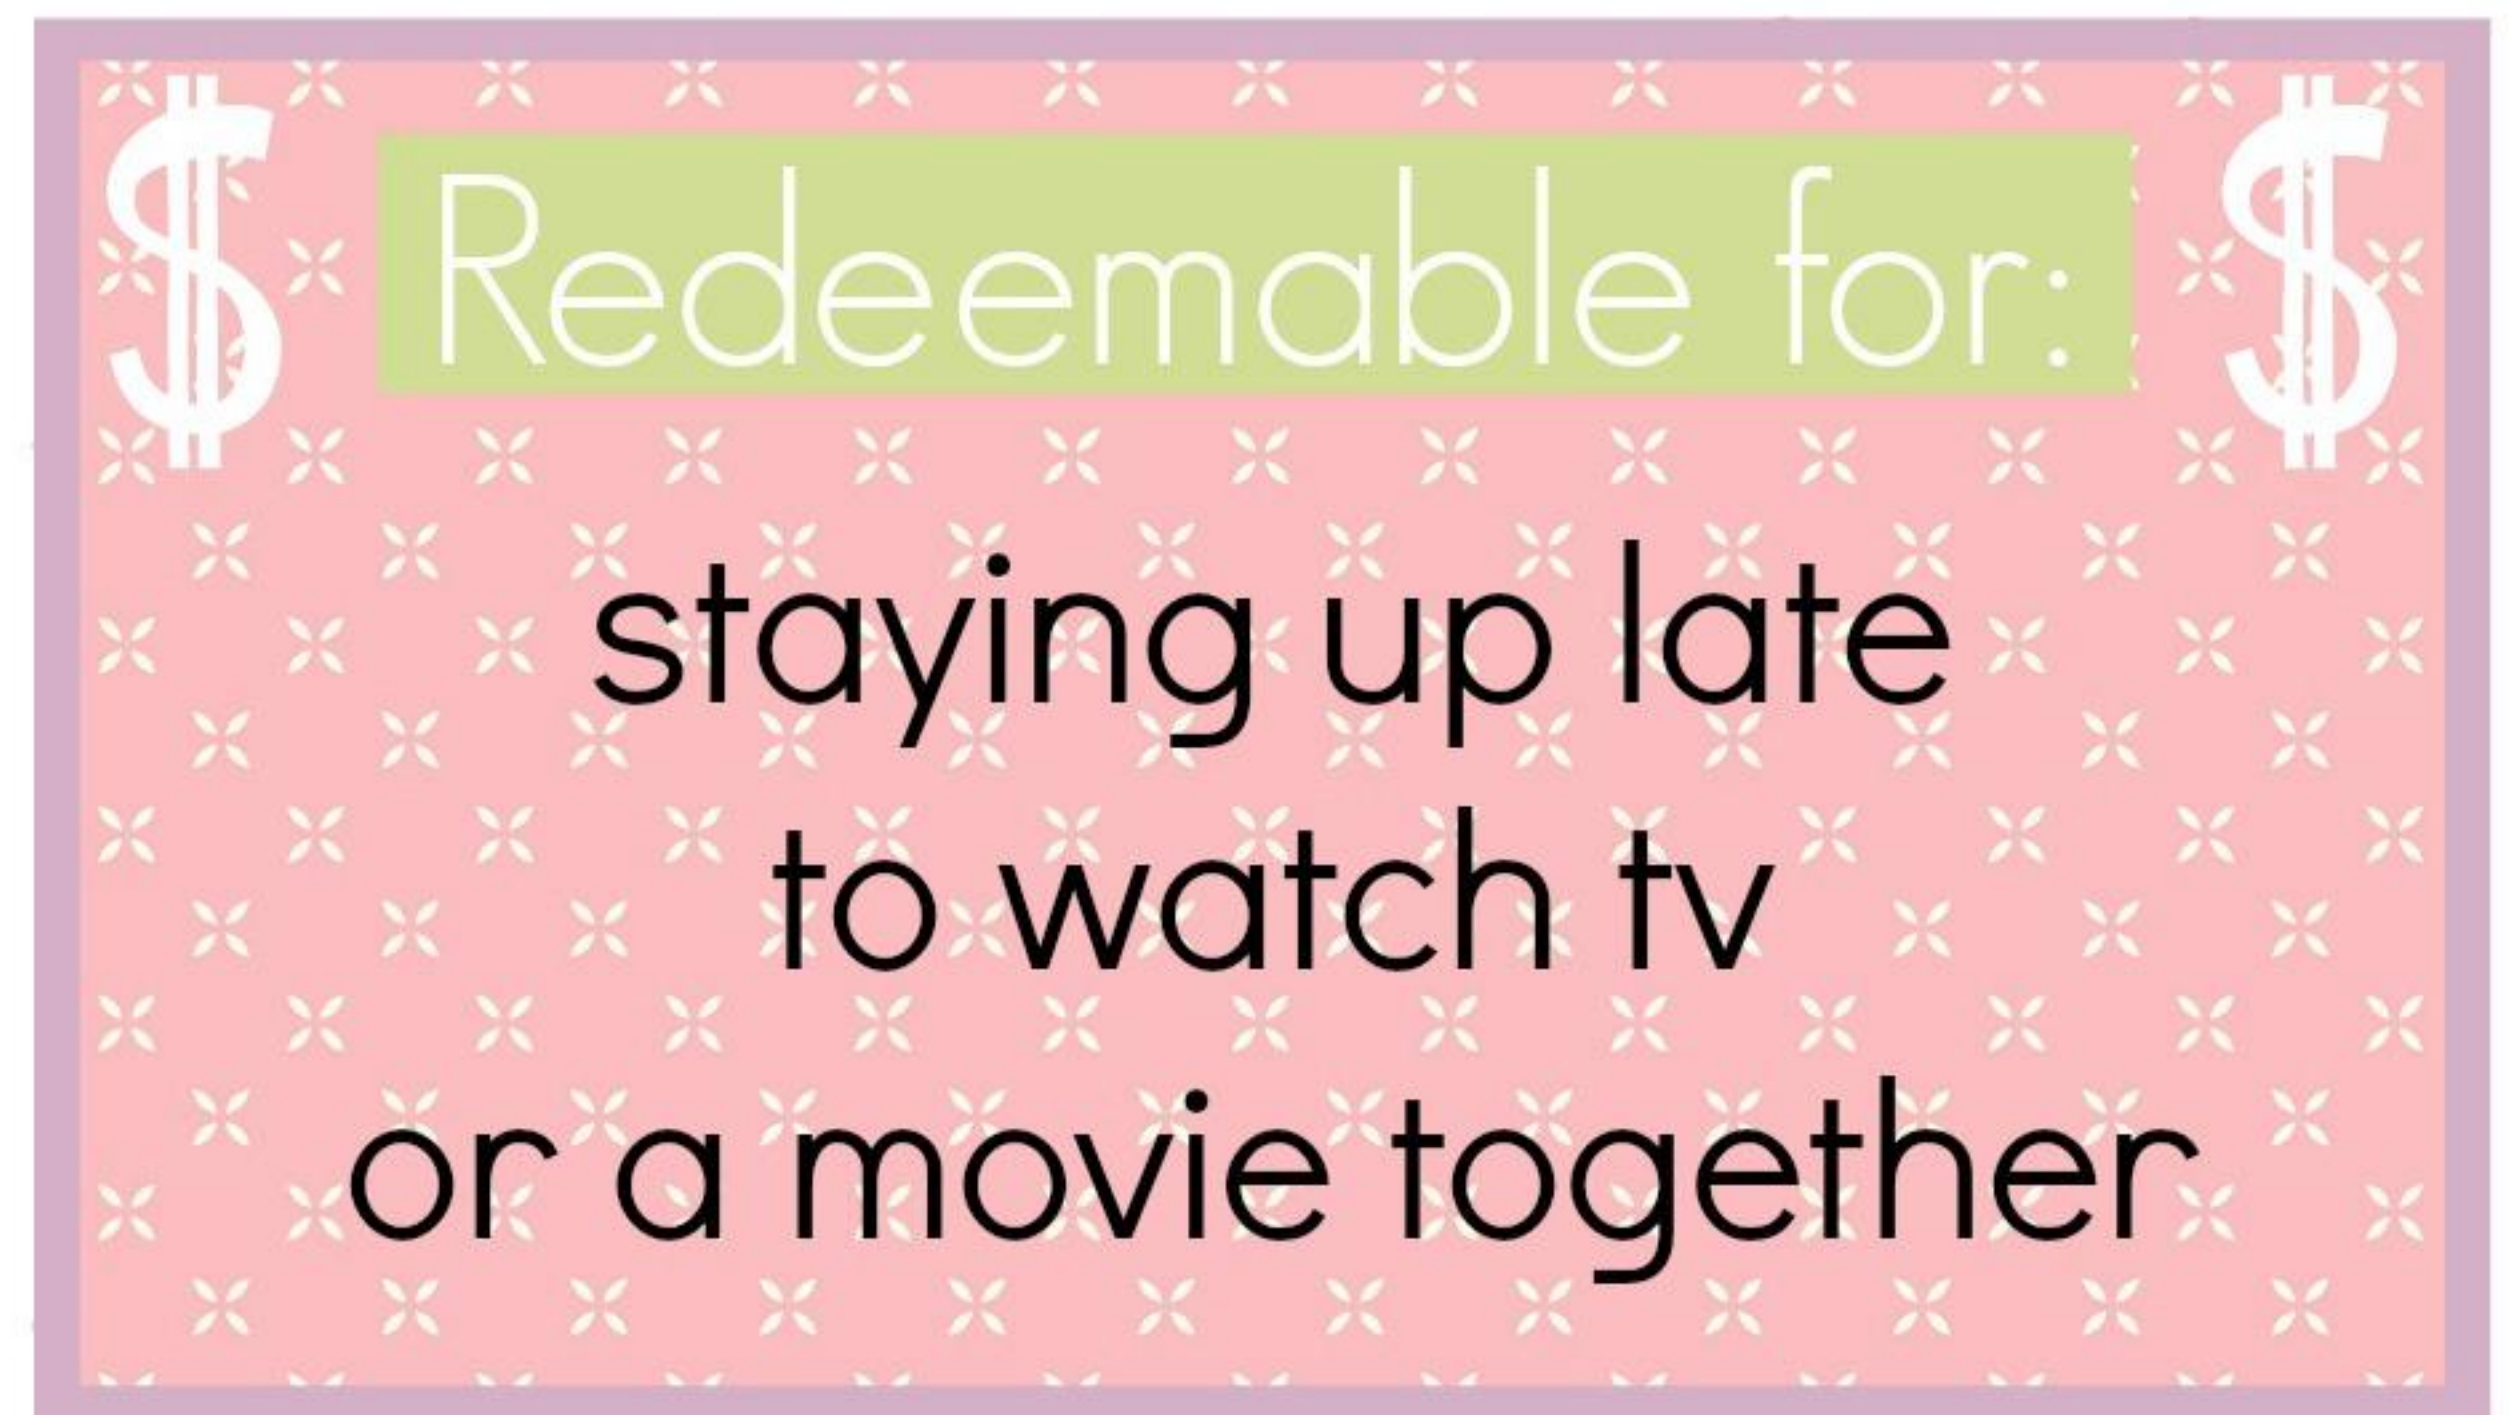 $ Redeemable for: $
staying up late
to watch tv
or a movie together